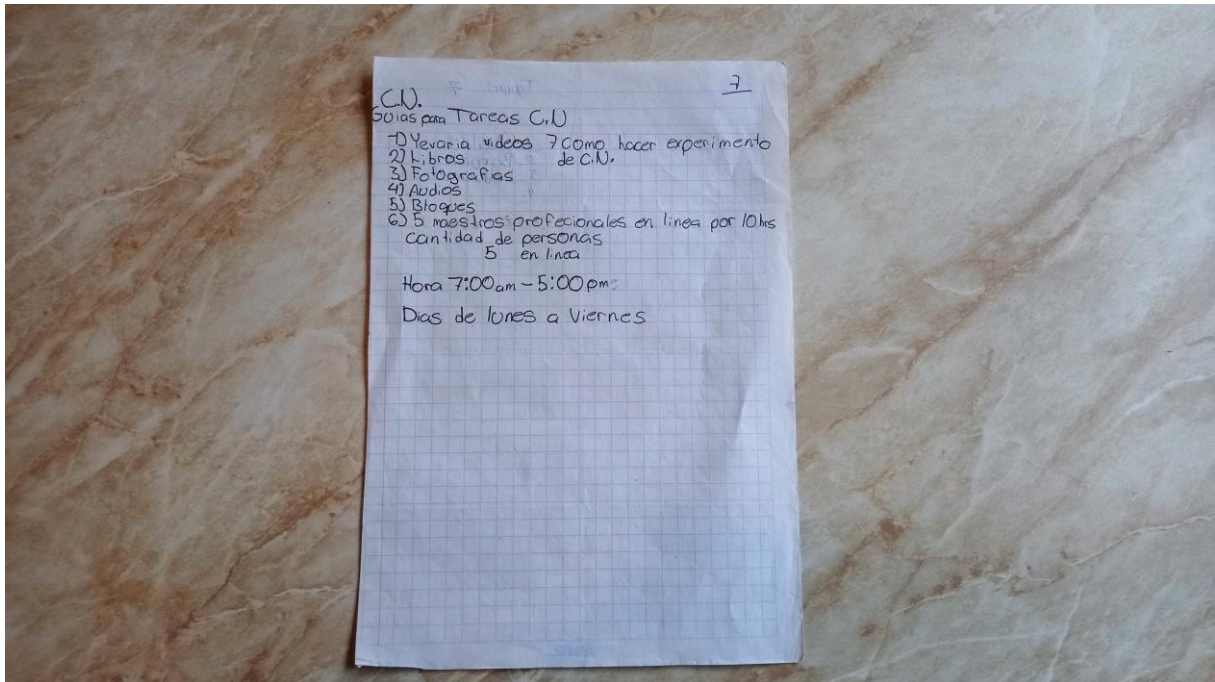 7
C.N.
Guias para Tareas C.N
1) Yevaria videos 7 Como hacer experimento
de C.N.
2) Libros
3) Fotografias
4) Audios
5) Bloques
6) 5 maestros profecionales en linea por 10 hrs
cantidad de personas
5 en linea
Hora 7:00 am - 5:00 pm
Dias de lunes a Viernes